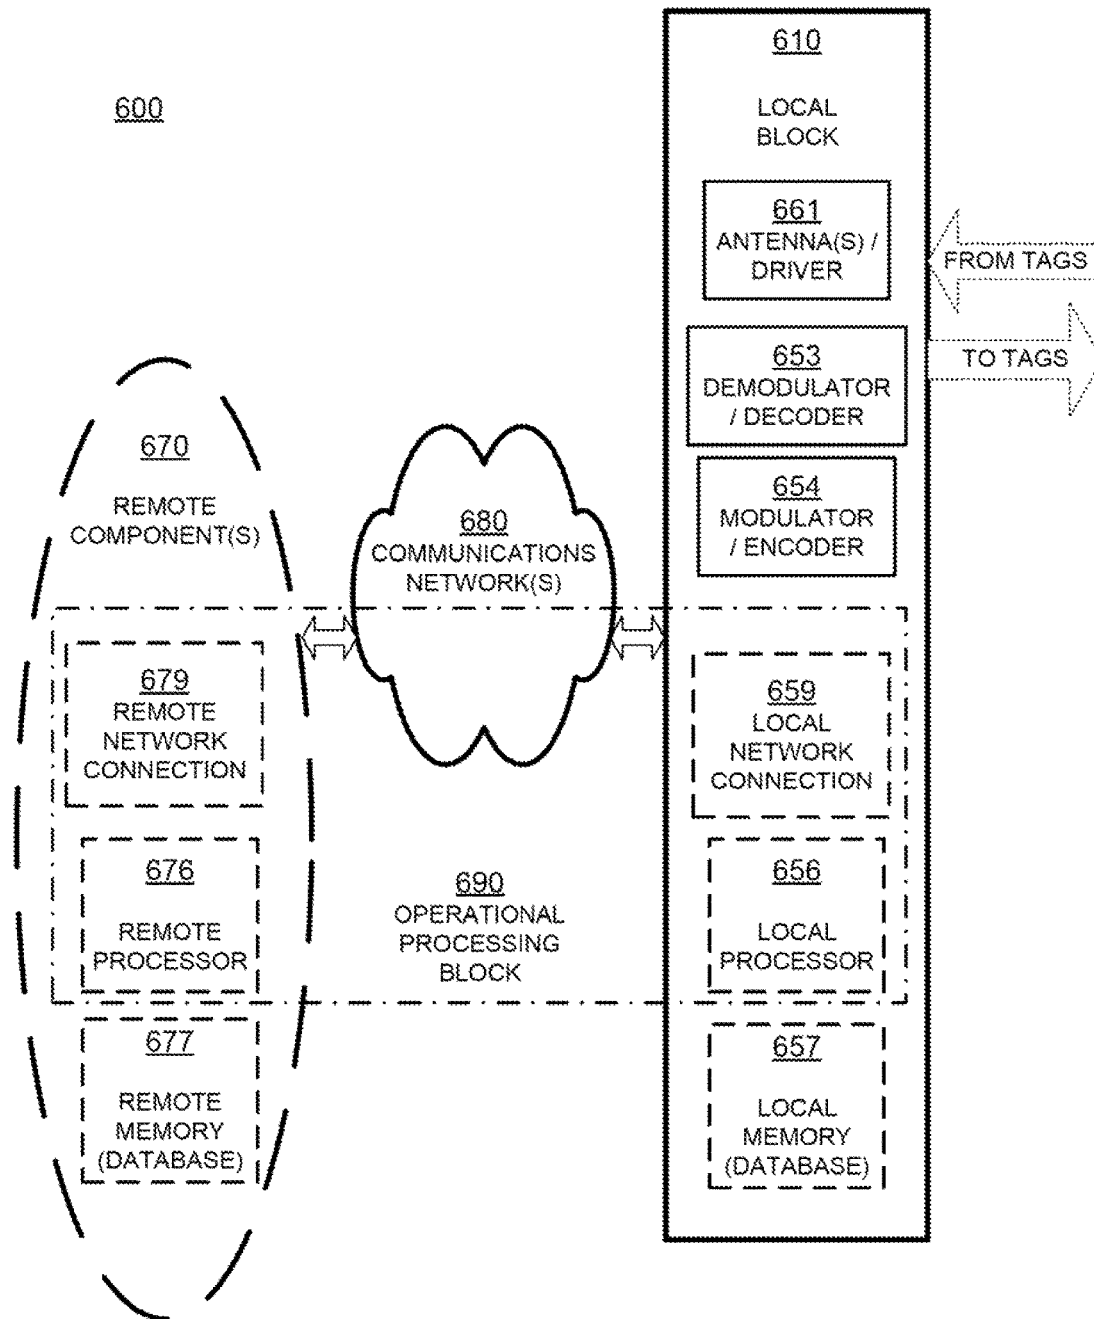 600
610
LOCAL
BLOCK
661
ANTENNA(S) /
DRIVER
FROM TAGS
TO TAGS
653
DEMODULATOR
/ DECODER
654
MODULATOR
/ ENCODER
670
REMOTE
COMPONENT(S)
680
COMMUNICATIONS
NETWORK(S)
679
REMOTE
NETWORK
CONNECTION
659
LOCAL
NETWORK
CONNECTION
676
REMOTE
PROCESSOR
690
OPERATIONAL
PROCESSING
BLOCK
656
LOCAL
PROCESSOR
677
REMOTE
MEMORY
(DATABASE)
657
LOCAL
MEMORY
(DATABASE)